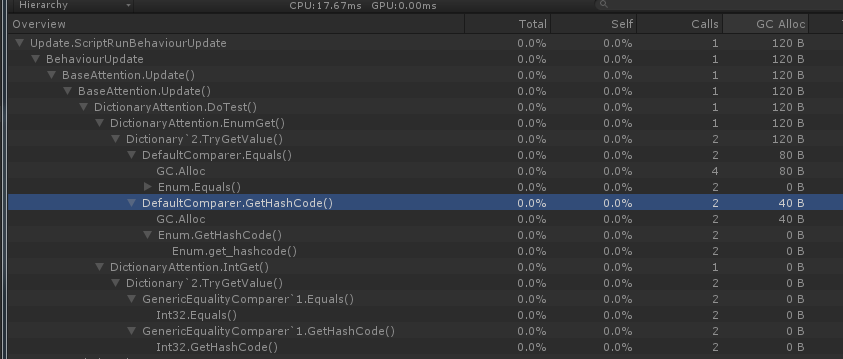 Hierarchy CPU:17.67ms GPU:0.00ms
Overview Total Self Calls GC Alloc
Update.ScriptRunBehaviourUpdate 0.0% 0.0% 1 120 B
BehaviourUpdate 0.0% 0.0% 1 120 B
BaseAttention.Update() 0.0% 0.0% 1 120 B
BaseAttention.Update() 0.0% 0.0% 1 120 B
DictionaryAttention.DoTest() 0.0% 0.0% 1 120 B
DictionaryAttention.EnumGet() 0.0% 0.0% 1 120 B
Dictionary`2.TryGetValue() 0.0% 0.0% 2 120 B
DefaultComparer.Equals() 0.0% 0.0% 2 80 B
GC.Alloc 0.0% 0.0% 4 80 B
Enum.Equals() 0.0% 0.0% 2 0 B
DefaultComparer.GetHashCode() 0.0% 0.0% 2 40 B
GC.Alloc 0.0% 0.0% 2 40 B
Enum.GetHashCode() 0.0% 0.0% 2 0 B
Enum.get_hashcode() 0.0% 0.0% 2 0 B
DictionaryAttention.IntGet() 0.0% 0.0% 1 0 B
Dictionary`2.TryGetValue() 0.0% 0.0% 2 0 B
GenericEqualityComparer`1.Equals() 0.0% 0.0% 2 0 B
Int32.Equals() 0.0% 0.0% 2 0 B
GenericEqualityComparer`1.GetHashCode() 0.0% 0.0% 2 0 B
Int32.GetHashCode() 0.0% 0.0% 2 0 B